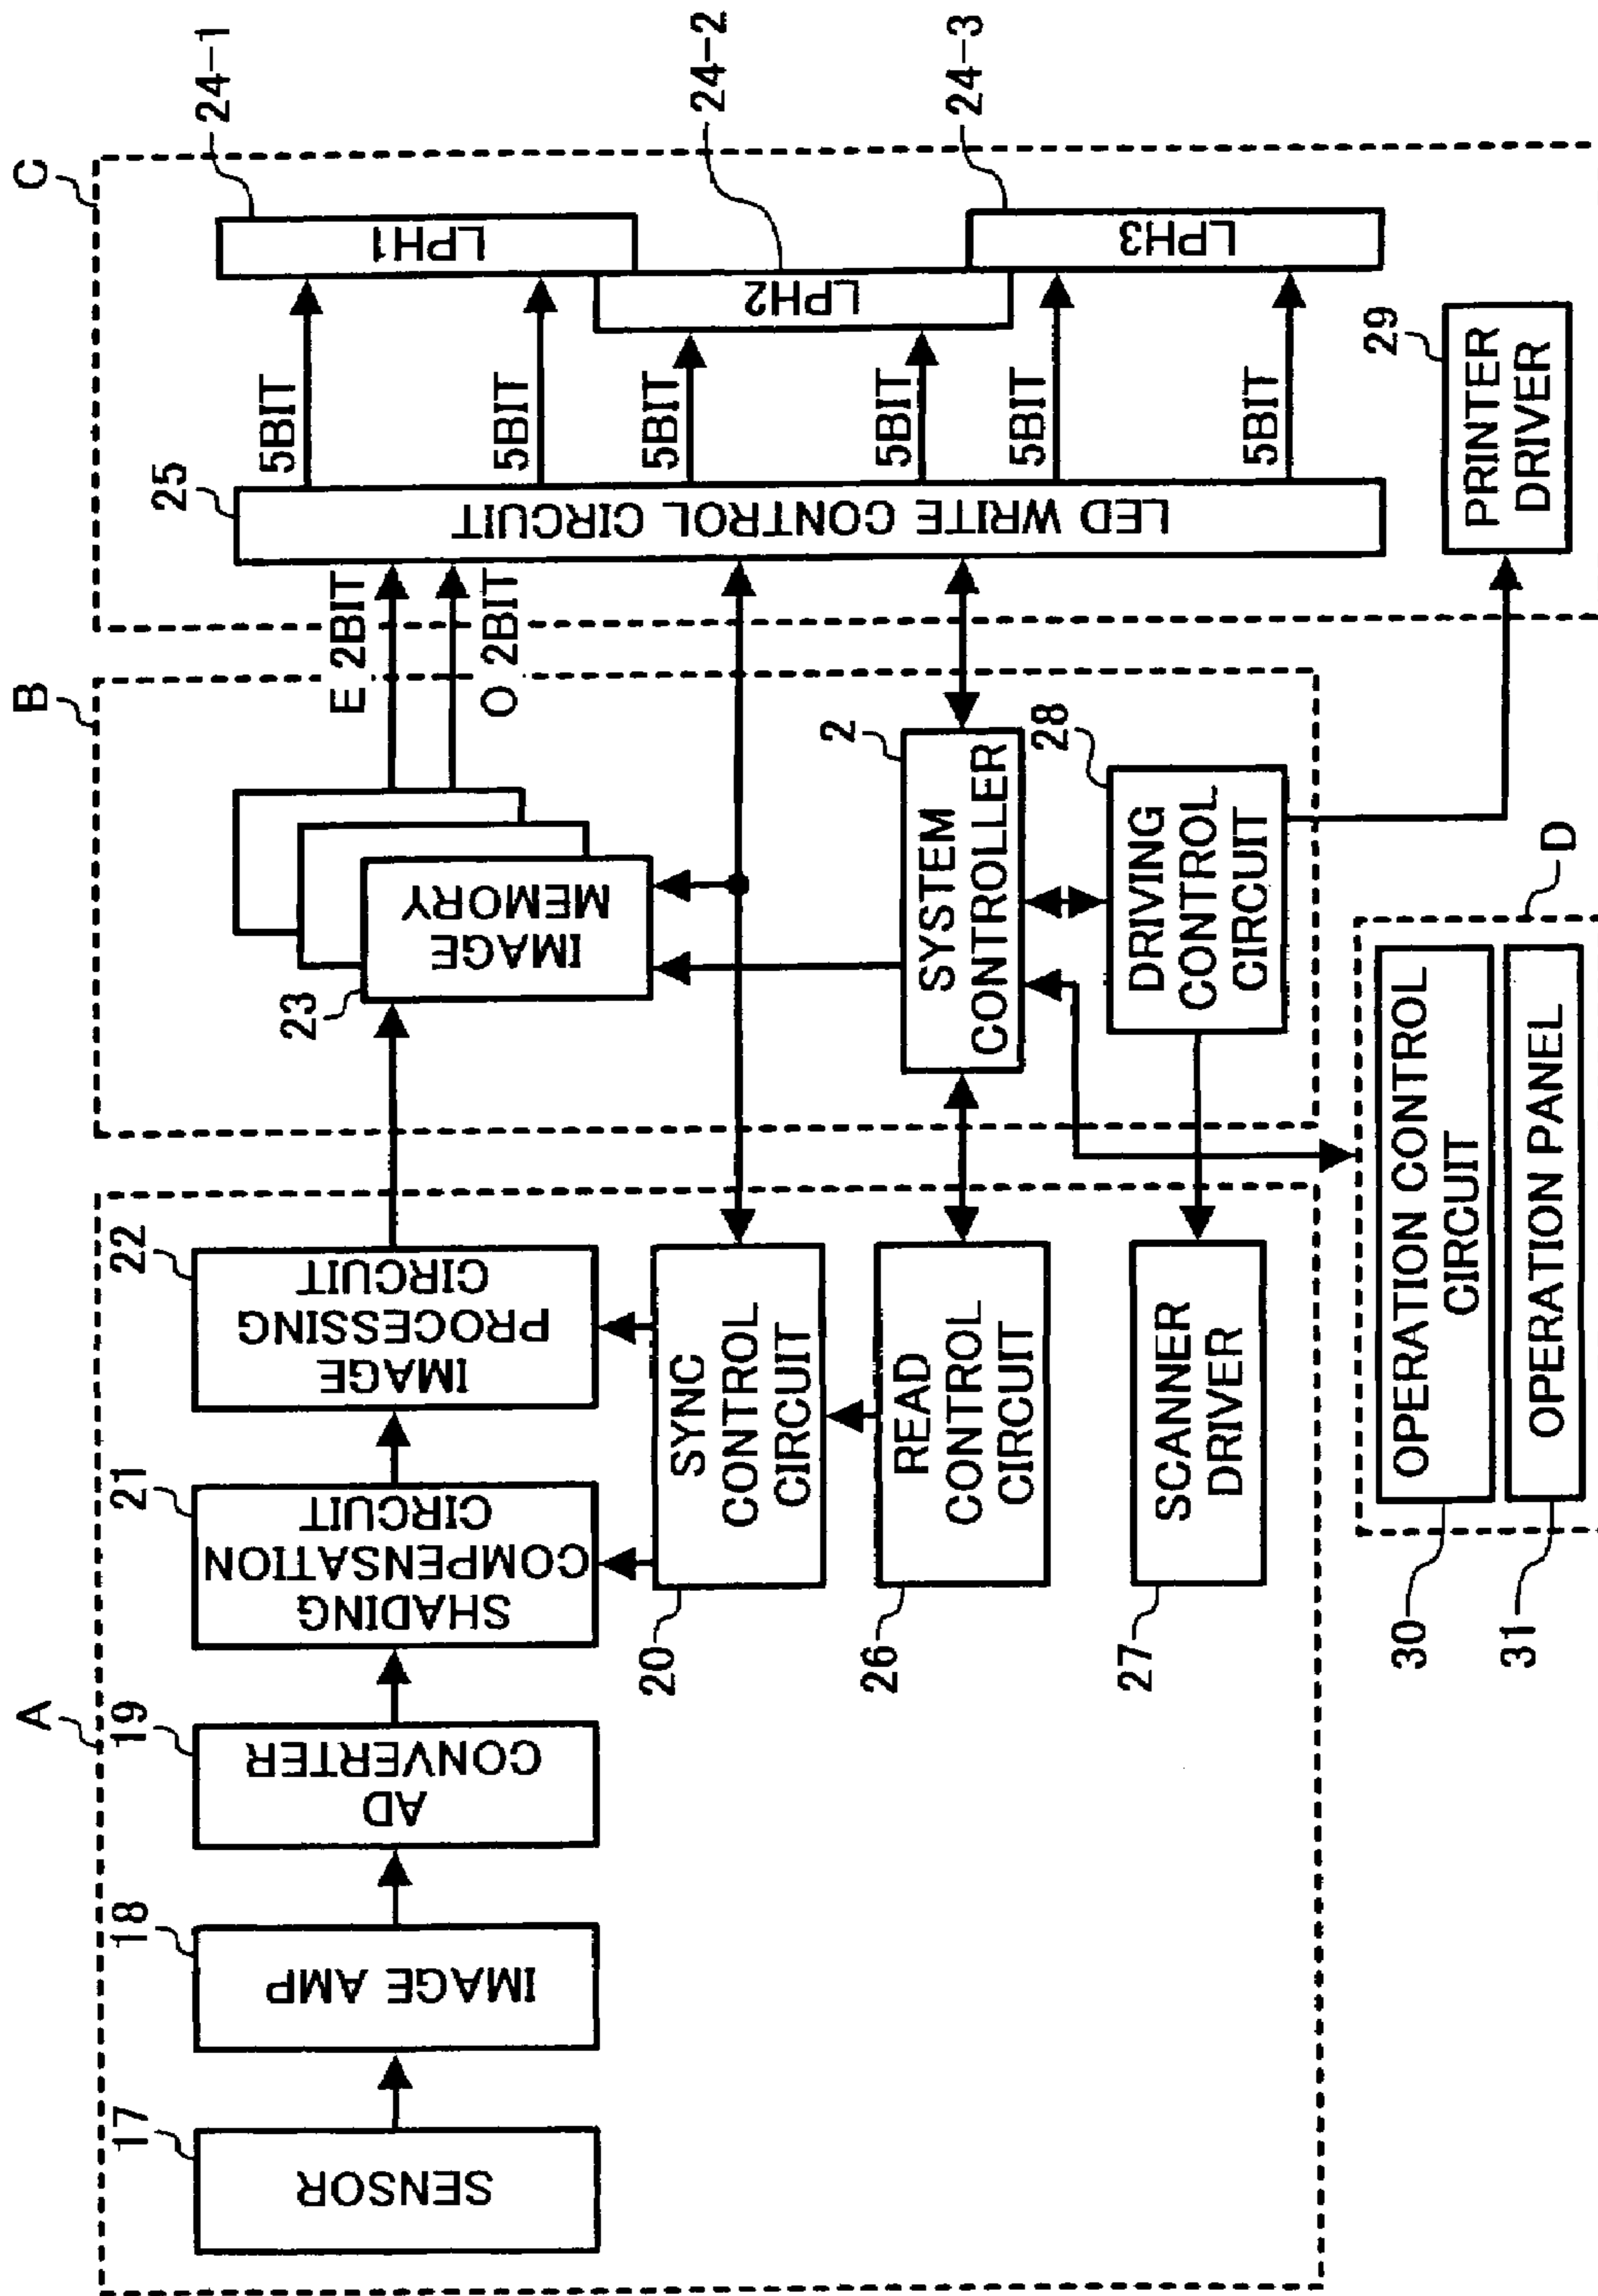 A
B
C
17
18
19
21
22
SENSOR
IMAGE AMP
AD
CONVERTER
SHADING
COMPENSATION
CIRCUIT
IMAGE
PROCESSING
CIRCUIT
23
IMAGE
MEMORY
E 2BIT
O 2BIT
25
LED WRITE CONTROL CIRCUIT
5BIT
5BIT
5BIT
5BIT
5BIT
5BIT
LPH1
LPH2
LPH3
24-1
24-2
24-3
20
SYNC
CONTROL
CIRCUIT
26
READ
CONTROL
CIRCUIT
27
SCANNER
DRIVER
2
SYSTEM
CONTROLLER
28
DRIVING
CONTROL
CIRCUIT
29
PRINTER
DRIVER
D
30
OPERATION CONTROL
CIRCUIT
31
OPERATION PANEL